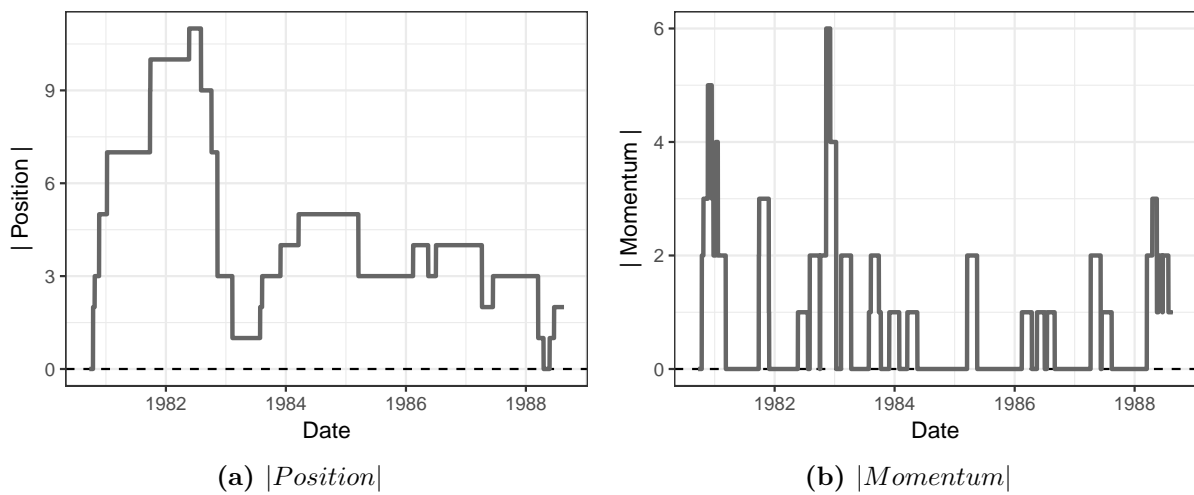 | Position |
9
6
3
0
1982 1984 1986 1988
Date
(a) |Position|
| Momentum |
6
4
2
0
1982 1984 1986 1988
Date
(b) |Momentum|